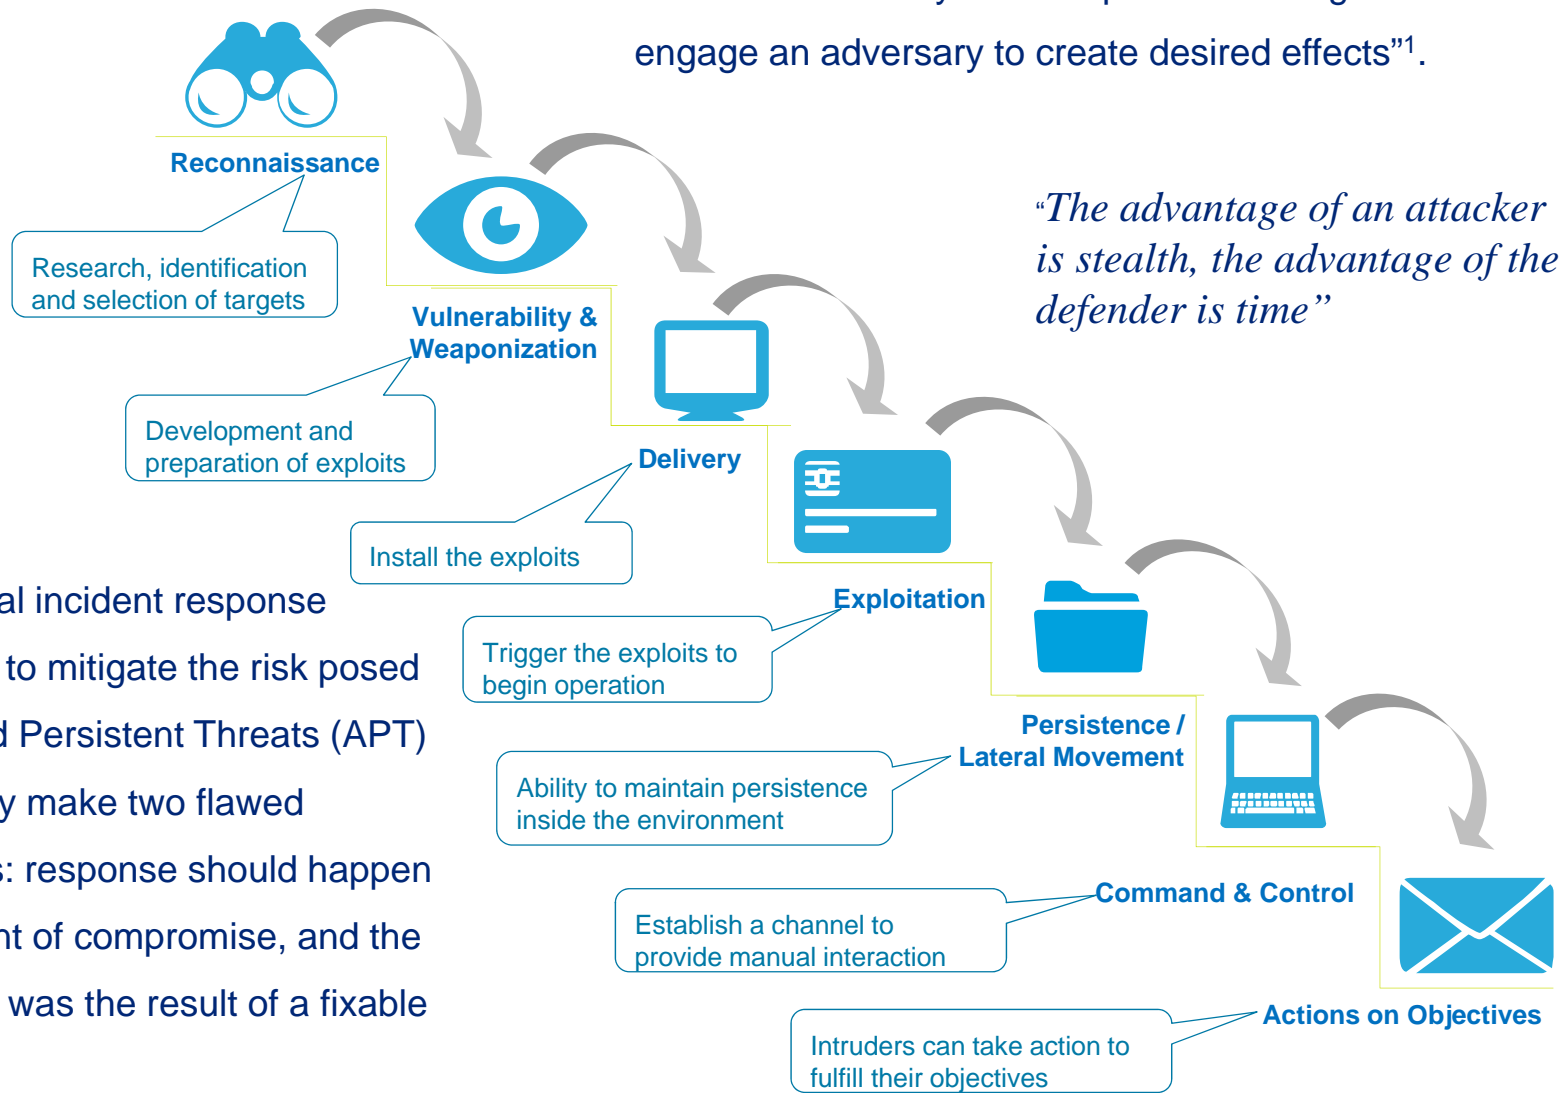 engage an adversary to create desired effects”¹.
Reconnaissance
Research, identification
and selection of targets
“The advantage of an attacker
is stealth, the advantage of the
defender is time”
Vulnerability &
Weaponization
Development and
preparation of exploits
Delivery
Install the exploits
Exploitation
Trigger the exploits to
begin operation
al incident response
to mitigate the risk posed
d Persistent Threats (APT)
y make two flawed
s: response should happen
nt of compromise, and the
was the result of a fixable
Persistence /
Lateral Movement
Ability to maintain persistence
inside the environment
Command & Control
Establish a channel to
provide manual interaction
Actions on Objectives
Intruders can take action to
fulfill their objectives